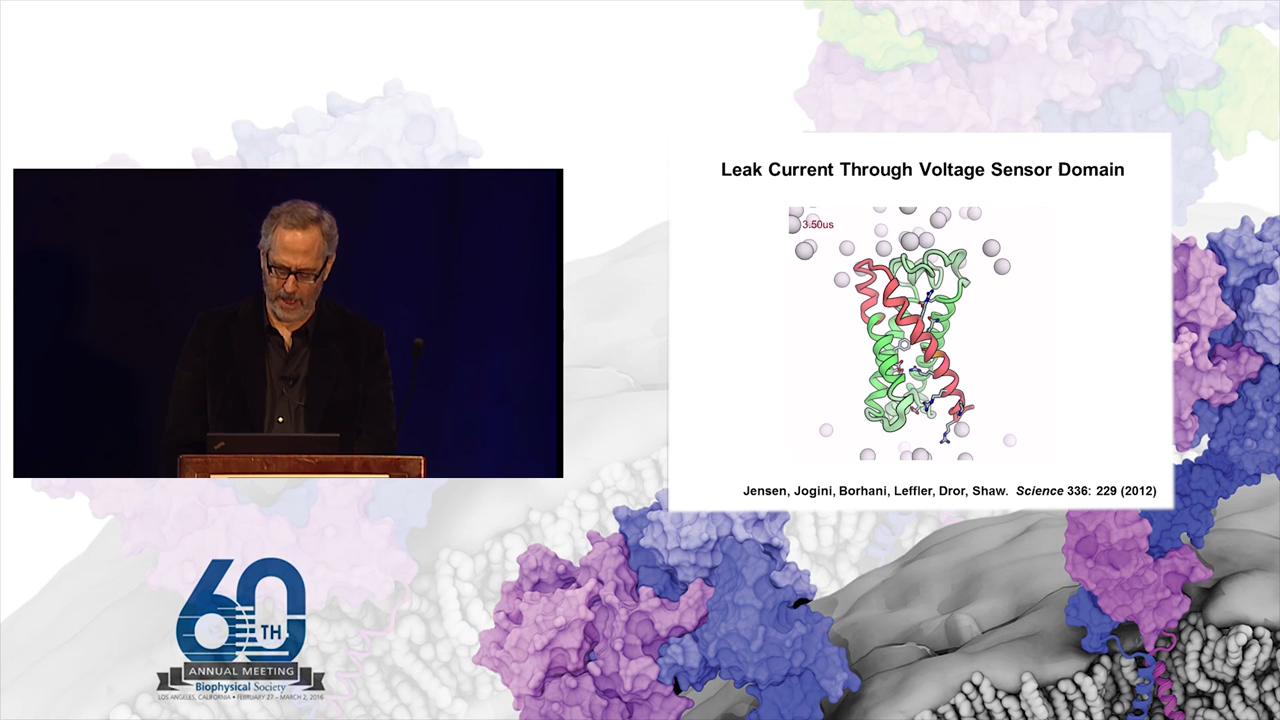 Leak Current Through Voltage Sensor Domain
3.50us
Jensen, Jogini, Borhani, Leffler, Dror, Shaw. Science 336: 229 (2012)
60TH
ANNUAL MEETING
Biophysical Society
LOS ANGELES, CALIFORNIA • FEBRUARY 27 – MARCH 2, 2016